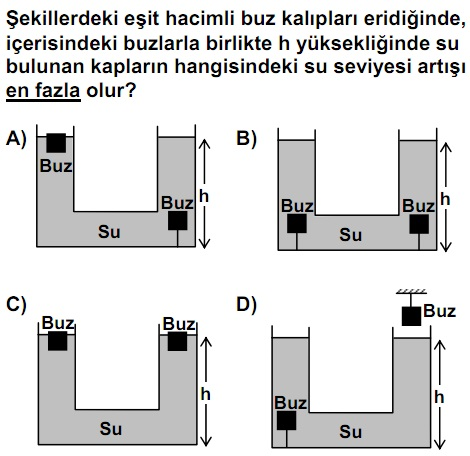 Şekillerdeki eşit hacimli buz kalıpları eridiğinde,
içerisindeki buzlarla birlikte h yüksekliğinde su
bulunan kapların hangisindeki su seviyesi artışı
en fazla olur?
A)
Buz
Buz
h
Su
B)
Buz
Buz
h
Su
C)
Buz
Buz
h
Su
D)
Buz
Buz
h
Su